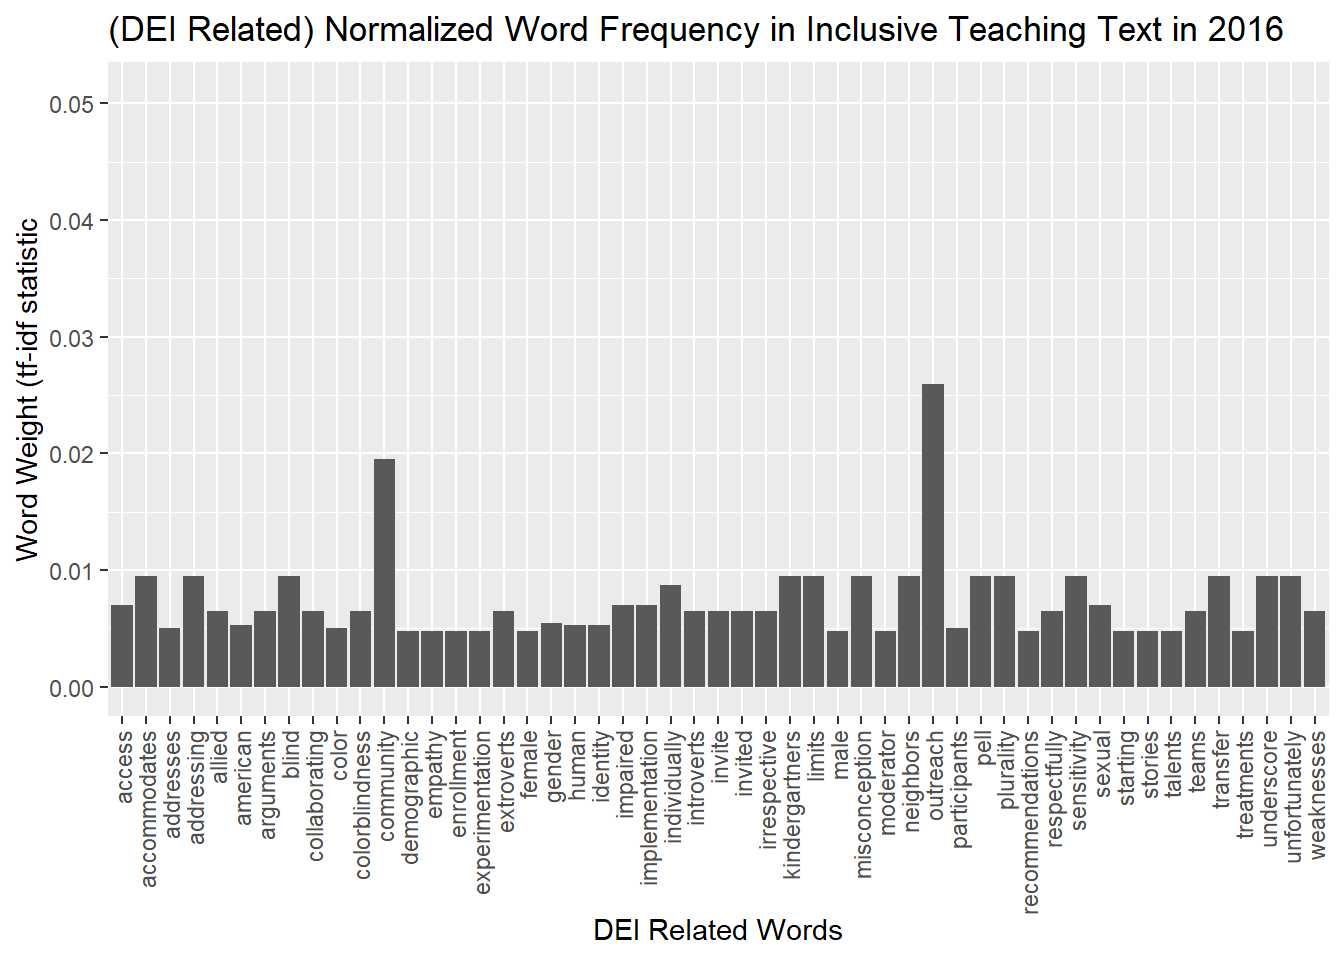 (DEI Related) Normalized Word Frequency in Inclusive Teaching Text in 2016
Word Weight (tf-idf statistic
0.05
0.04
0.03
0.02
0.01
0.00
access
accommodates
addresses
addressing
allied
american
arguments
blind
collaborating
color
colorblindness
community
demographic
empathy
enrollment
experimentation
extroverts
female
gender
human
identity
impaired
implementation
individually
introverts
invite
invited
irrespective
kindergartners
limits
male
misconception
moderator
neighbors
outreach
participants
pell
plurality
recommendations
respectfully
sensitivity
sexual
starting
stories
talents
teams
transfer
treatments
underscore
unfortunately
weaknesses
DEI Related Words